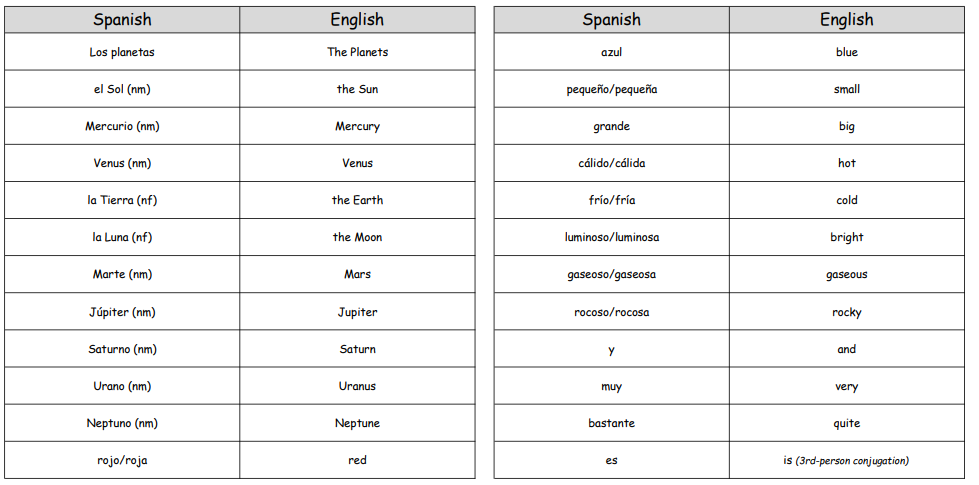 Spanish English
Los planetas The Planets
el Sol (nm) the Sun
Mercurio (nm) Mercury
Venus (nm) Venus
la Tierra (nf) the Earth
la Luna (nf) the Moon
Marte (nm) Mars
Júpiter (nm) Jupiter
Saturno (nm) Saturn
Urano (nm) Uranus
Neptuno (nm) Neptune
rojo/roja red
Spanish English
azul blue
pequeño/pequeña small
grande big
cálido/cálida hot
frío/fría cold
luminoso/luminosa bright
gaseoso/gaseosa gaseous
rocoso/rocosa rocky
y and
muy very
bastante quite
es is (3rd-person conjugation)